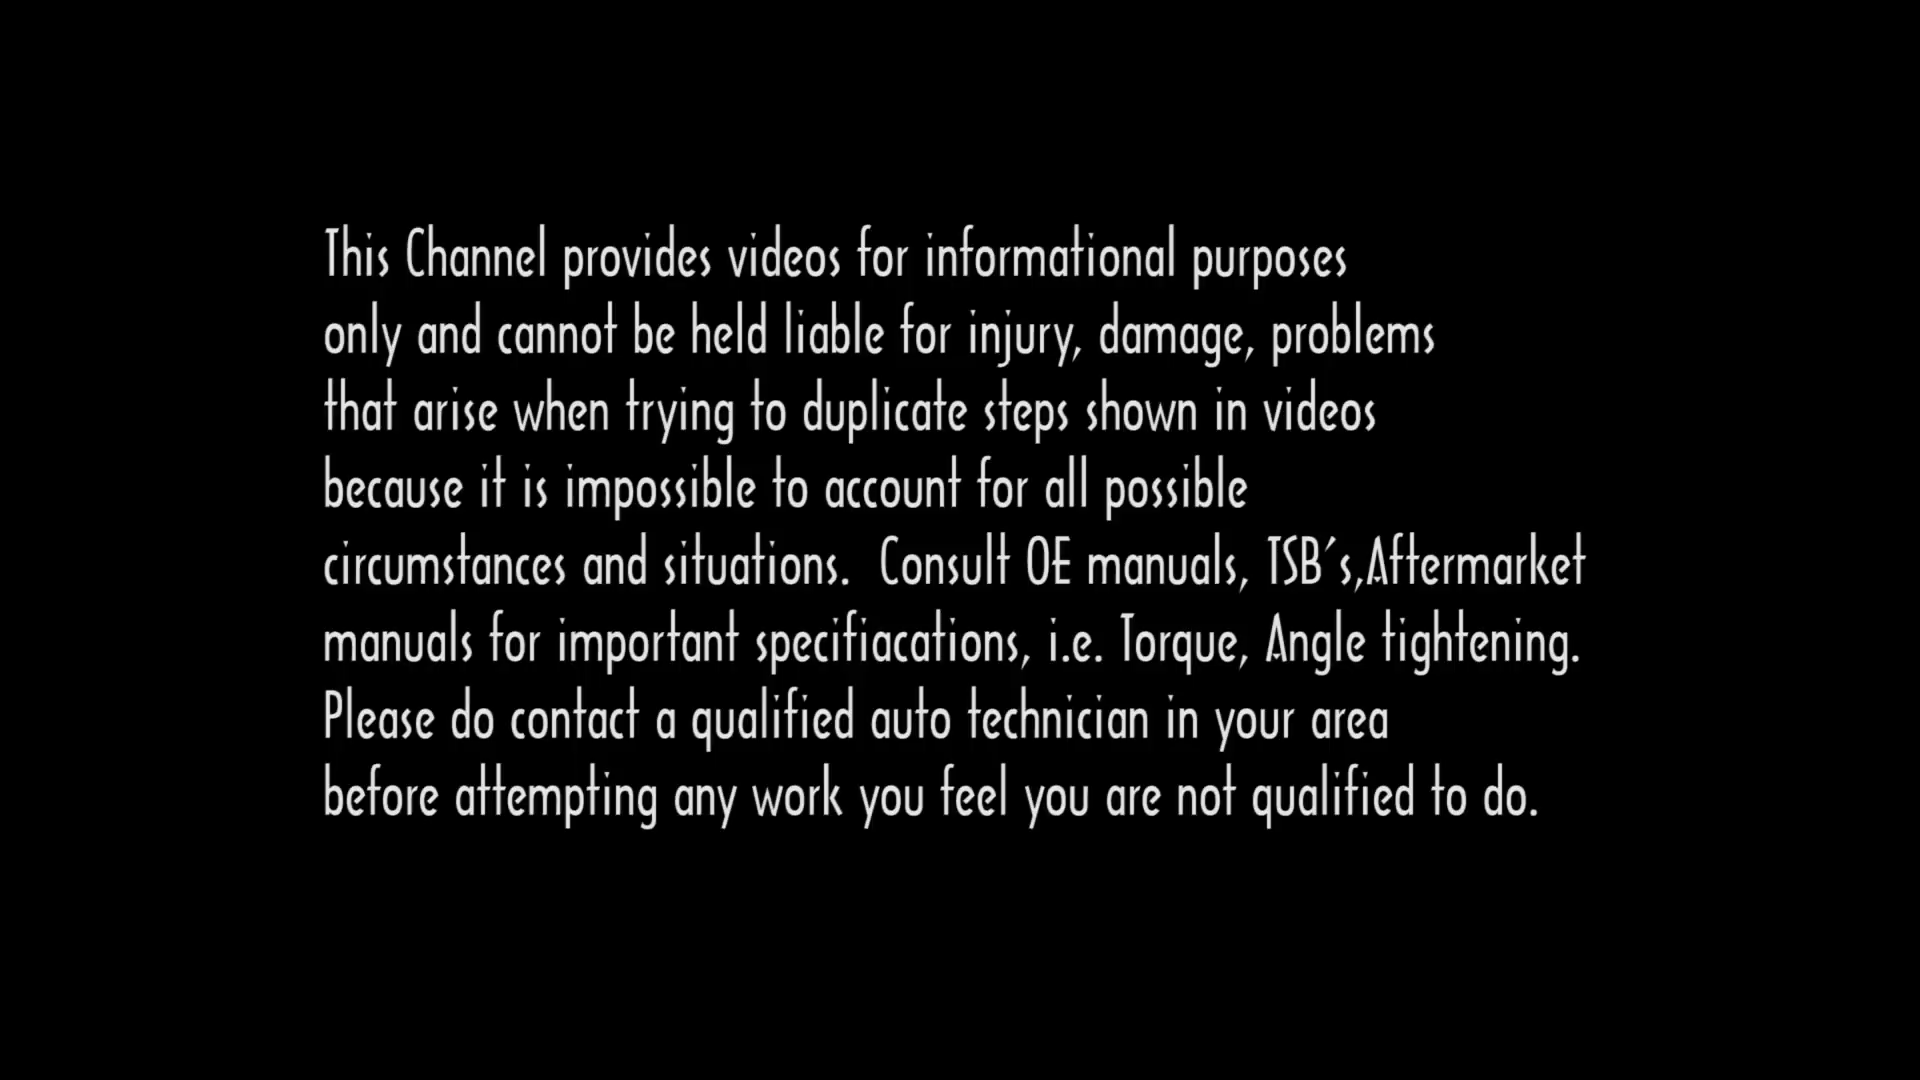 This Channel provides videos for informational purposes
only and cannot be held liable for injury, damage, problems
that arise when trying to duplicate steps shown in videos
because it is impossible to account for all possible
circumstances and situations.  Consult OE manuals, TSB's,Aftermarket
manuals for important specifiacations, i.e. Torque, Angle tightening.
Please do contact a qualified auto technician in your area
before attempting any work you feel you are not qualified to do.